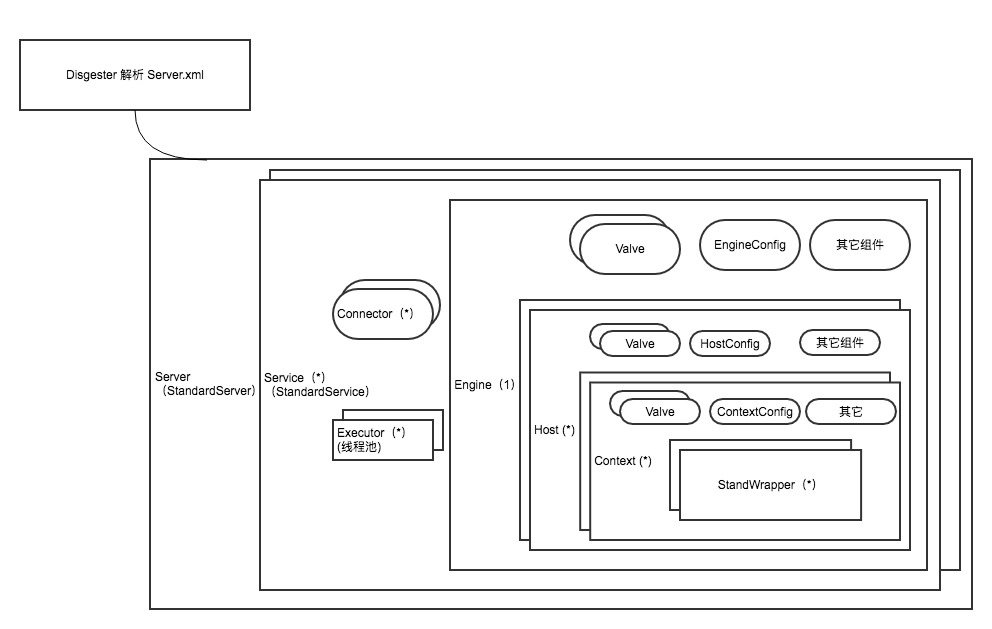 Disgester 解析 Server.xml
Valve
EngineConfig
其它组件
Connector（*）
Valve
HostConfig
其它组件
Server
（StandardServer）
Service（*）
（StandardService）
Engine（1）
Valve
ContextConfig
其它
Executor（*）
(线程池)
Host (*)
Context (*)
StandWrapper（*）